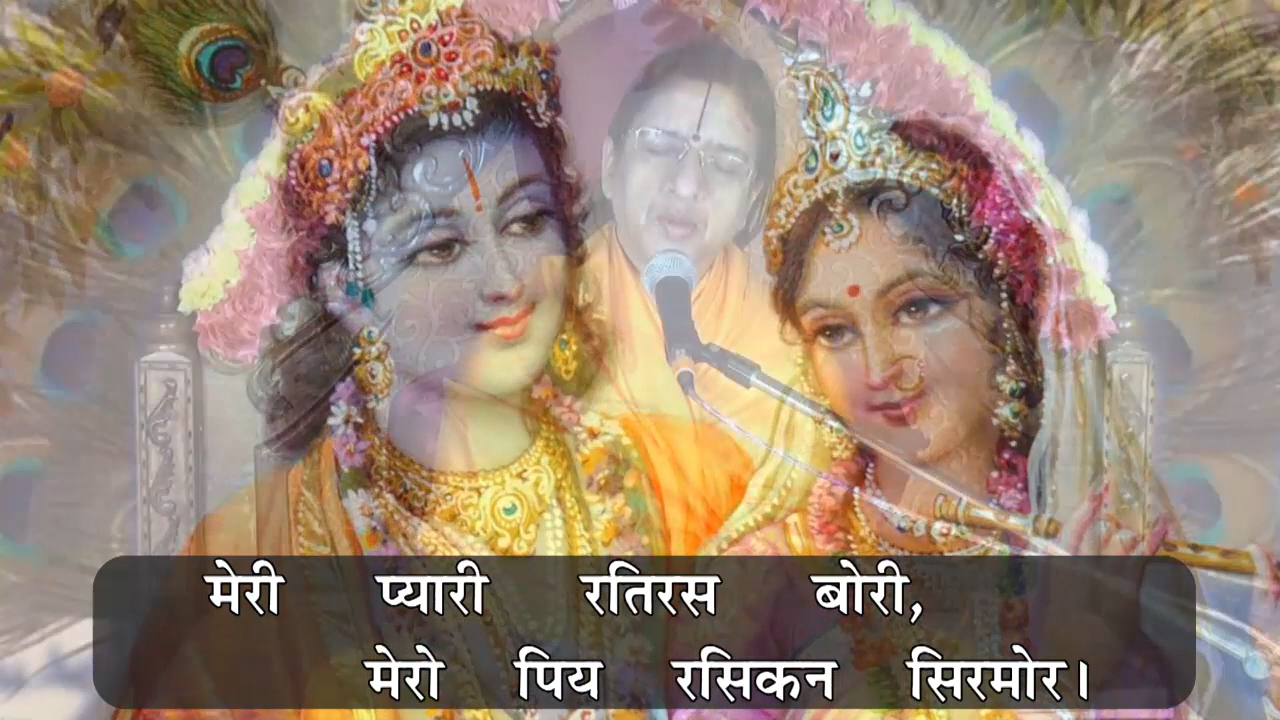 मेरी प्यारी रतिरस बोरी,
मेरो पिय रसिकन सिरमोर।